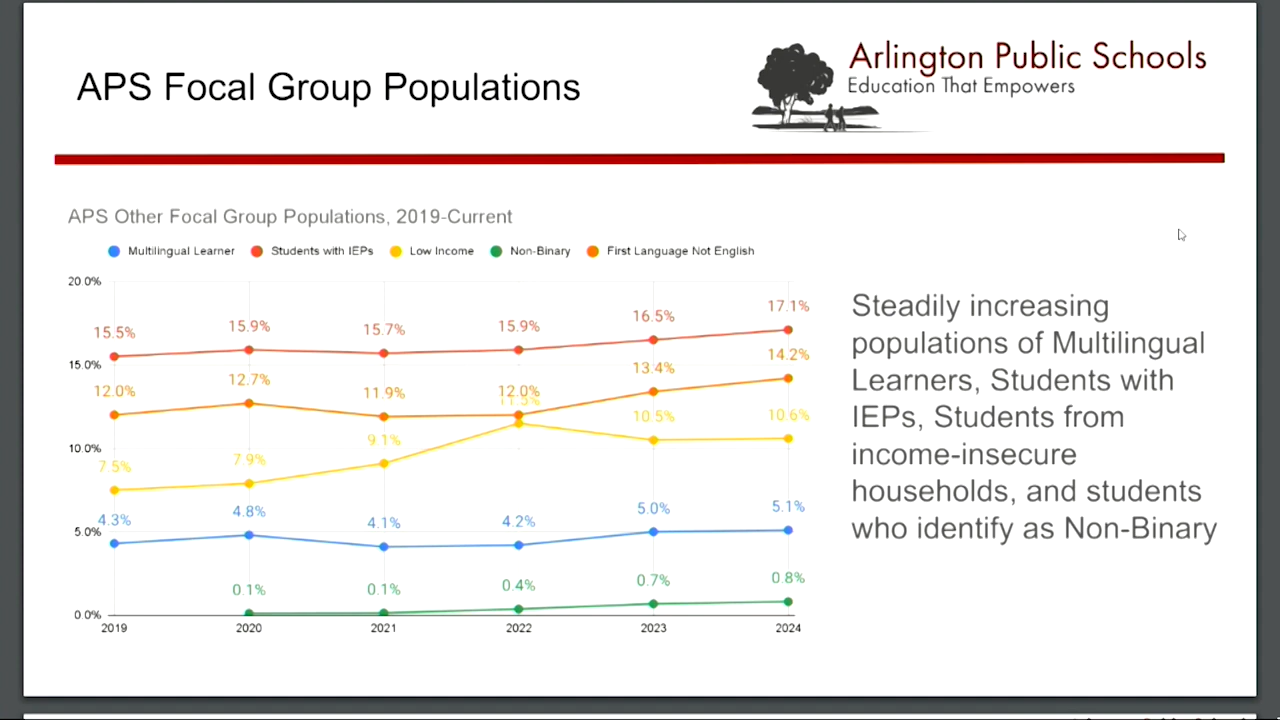 APS Focal Group Populations
Arlington Public Schools
Education That Empowers
APS Other Focal Group Populations, 2019-Current
Multilingual Learner Students with IEPs Low Income Non-Binary First Language Not English
20.0%
15.0%
10.0%
5.0%
0.0%
15.5% 15.9% 15.7% 15.9% 16.5% 17.1%
12.0% 12.7% 11.9% 12.0% 13.4% 14.2%
7.5% 7.9% 9.1% 11.5% 10.5% 10.6%
4.3% 4.8% 4.1% 4.2% 5.0% 5.1%
0.1% 0.1% 0.4% 0.7% 0.8%
2019 2020 2021 2022 2023 2024
Steadily increasing
populations of Multilingual
Learners, Students with
IEPs, Students from
income-insecure
households, and students
who identify as Non-Binary